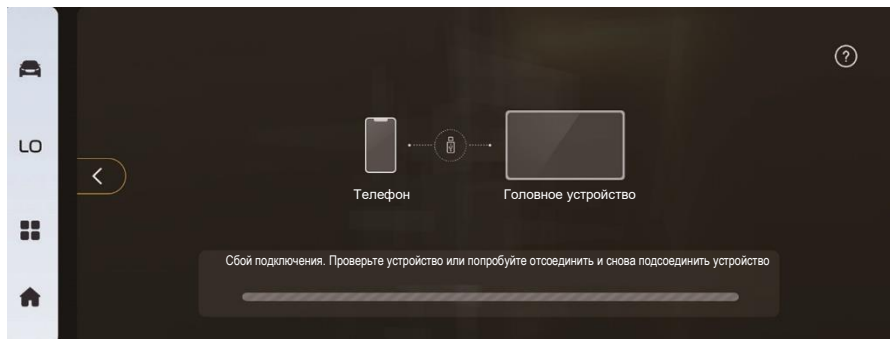 ?
LO
Телефон
Головное устройство
Сбой подключения. Проверьте устройство или попробуйте отсоединить и снова подсоединить устройство